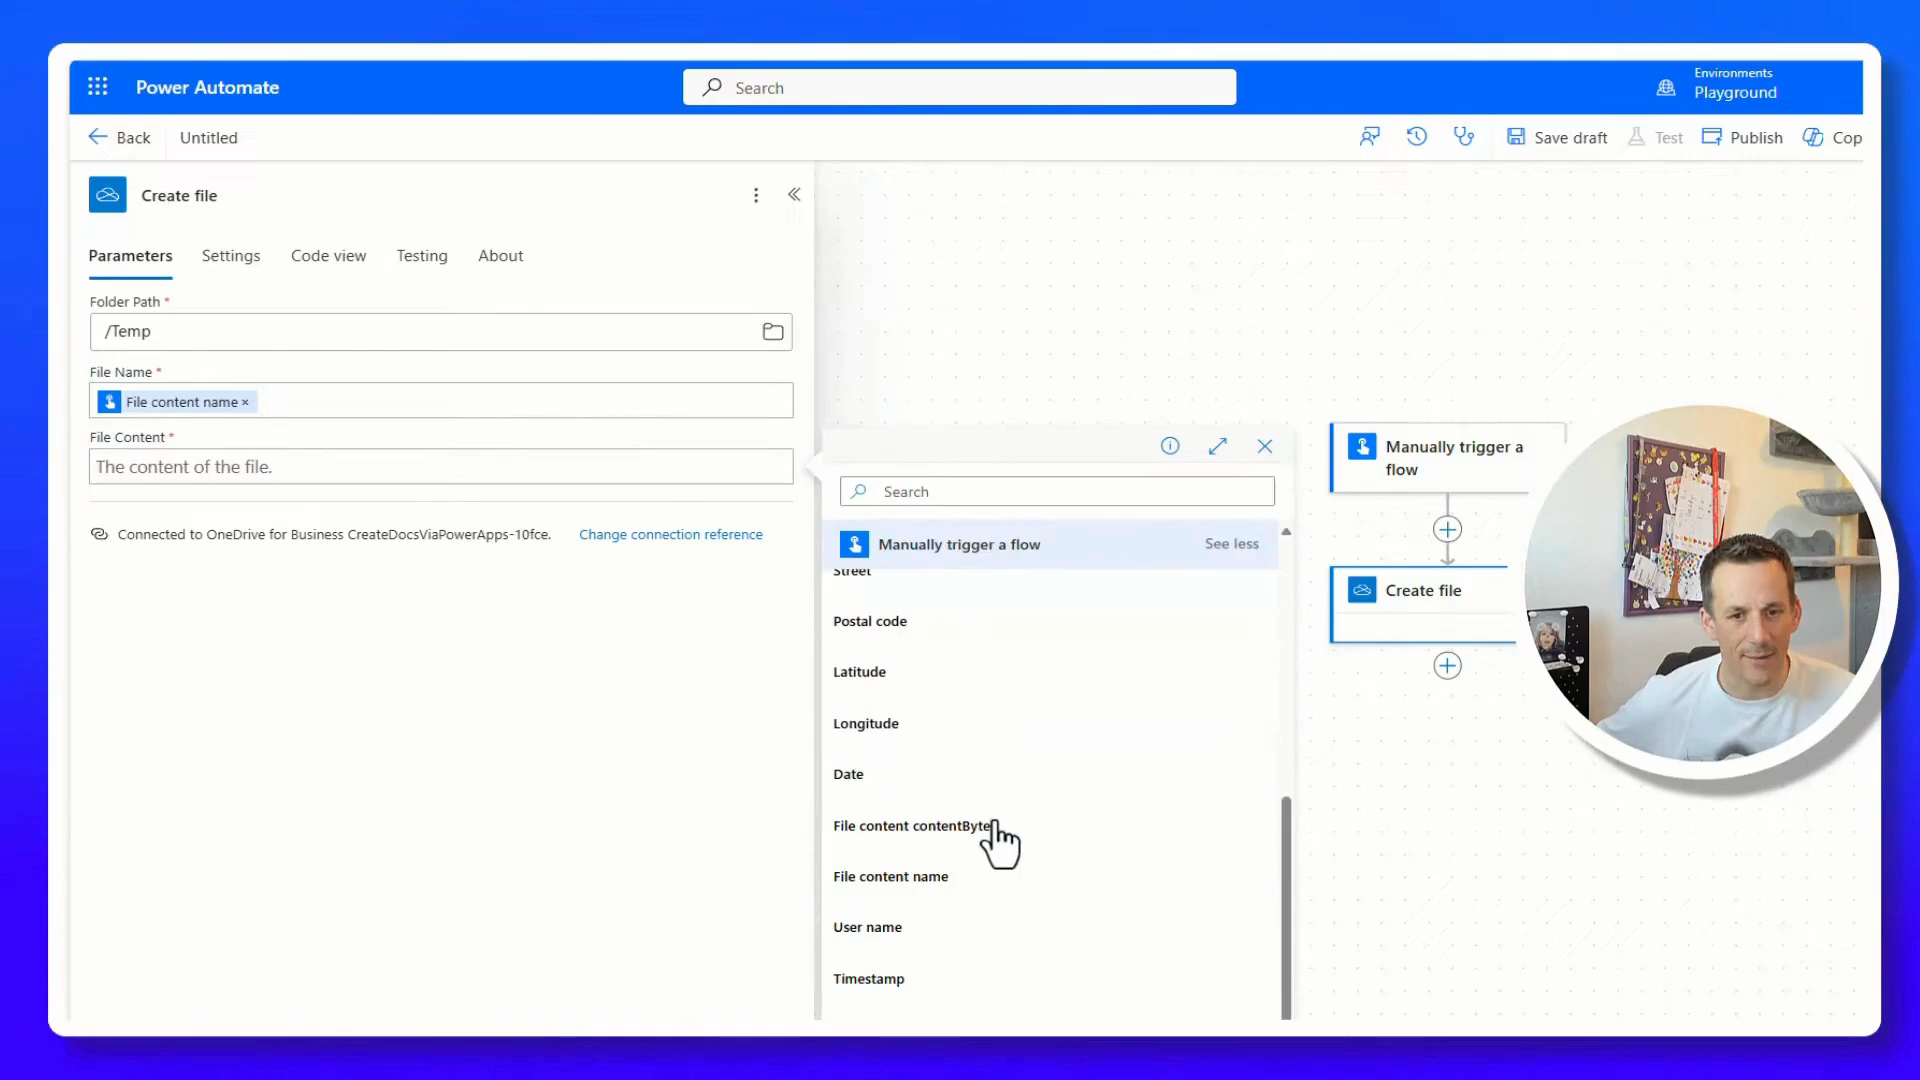 Power Automate
Search
Environments
Playground
Back
Untitled
Save draft
Test
Publish
Cop
Create file
Parameters
Settings
Code view
Testing
About
Folder Path *
/Temp
File Name *
File content name ×
File Content *
The content of the file.
Connected to OneDrive for Business CreateDocsViaPowerApps-10fce.
Change connection reference
Search
Manually trigger a flow
See less
Street
Postal code
Latitude
Longitude
Date
File content contentByte
File content name
User name
Timestamp
Manually trigger a
flow
Create file